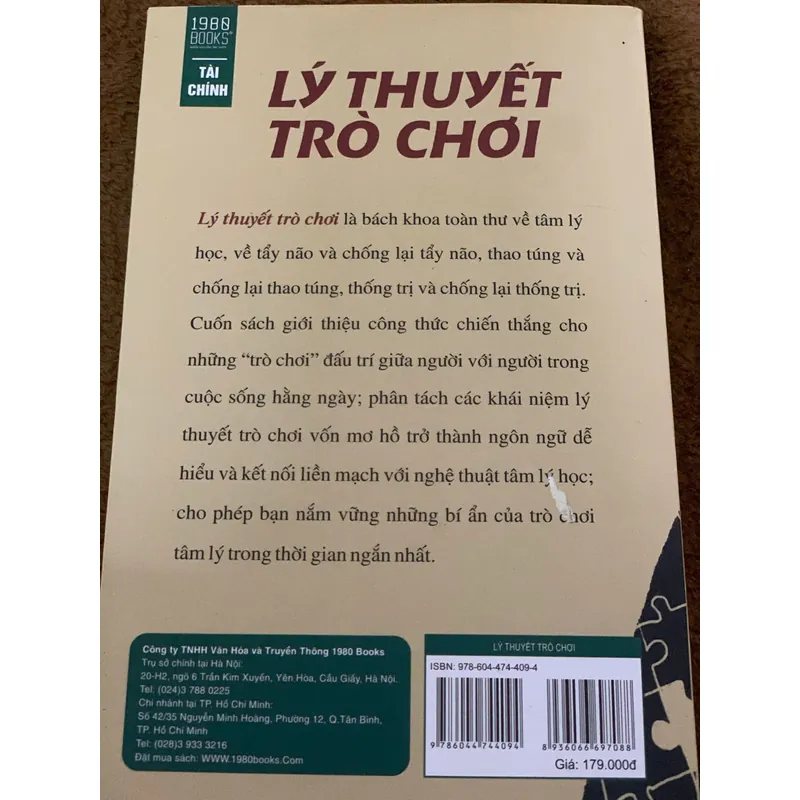 1980
BOOKS
TÀI
CHÍNH
LÝ THUYẾT
TRÒ CHƠI
Lý thuyết trò chơi là bách khoa toàn thư về tâm lý
học, về tẩy não và chống lại tẩy não, thao túng và
chống lại thao túng, thống trị và chống lại thống trị.
Cuốn sách giới thiệu công thức chiến thắng cho
những “trò chơi” đấu trí giữa người với người trong
cuộc sống hằng ngày; phân tách các khái niệm lý
thuyết trò chơi vốn mơ hồ trở thành ngôn ngữ dễ
hiểu và kết nối liền mạch với nghệ thuật tâm lý học;
cho phép bạn nắm vững những bí ẩn của trò chơi
tâm lý trong thời gian ngắn nhất.
Công ty TNHH Văn Hóa và Truyền Thông 1980 Books
Trụ sở chính tại Hà Nội:
20-H2, ngõ 6 Trần Kim Xuyến, Yên Hòa, Cầu Giấy, Hà Nội.
Tel: (024)3 788 0225
Chi nhánh tại TP. Hồ Chí Minh:
Số 42/35 Nguyễn Minh Hoàng, Phường 12, Q.Tân Bình,
TP. Hồ Chí Minh
Tel: (028)3 933 3216
Đặt mua sách: WWW.1980books.Com
LÝ THUYẾT TRÒ CHƠI
ISBN: 978-604-474-409-4
9 786044 744094
8 936066 697088
Giá: 179.000đ